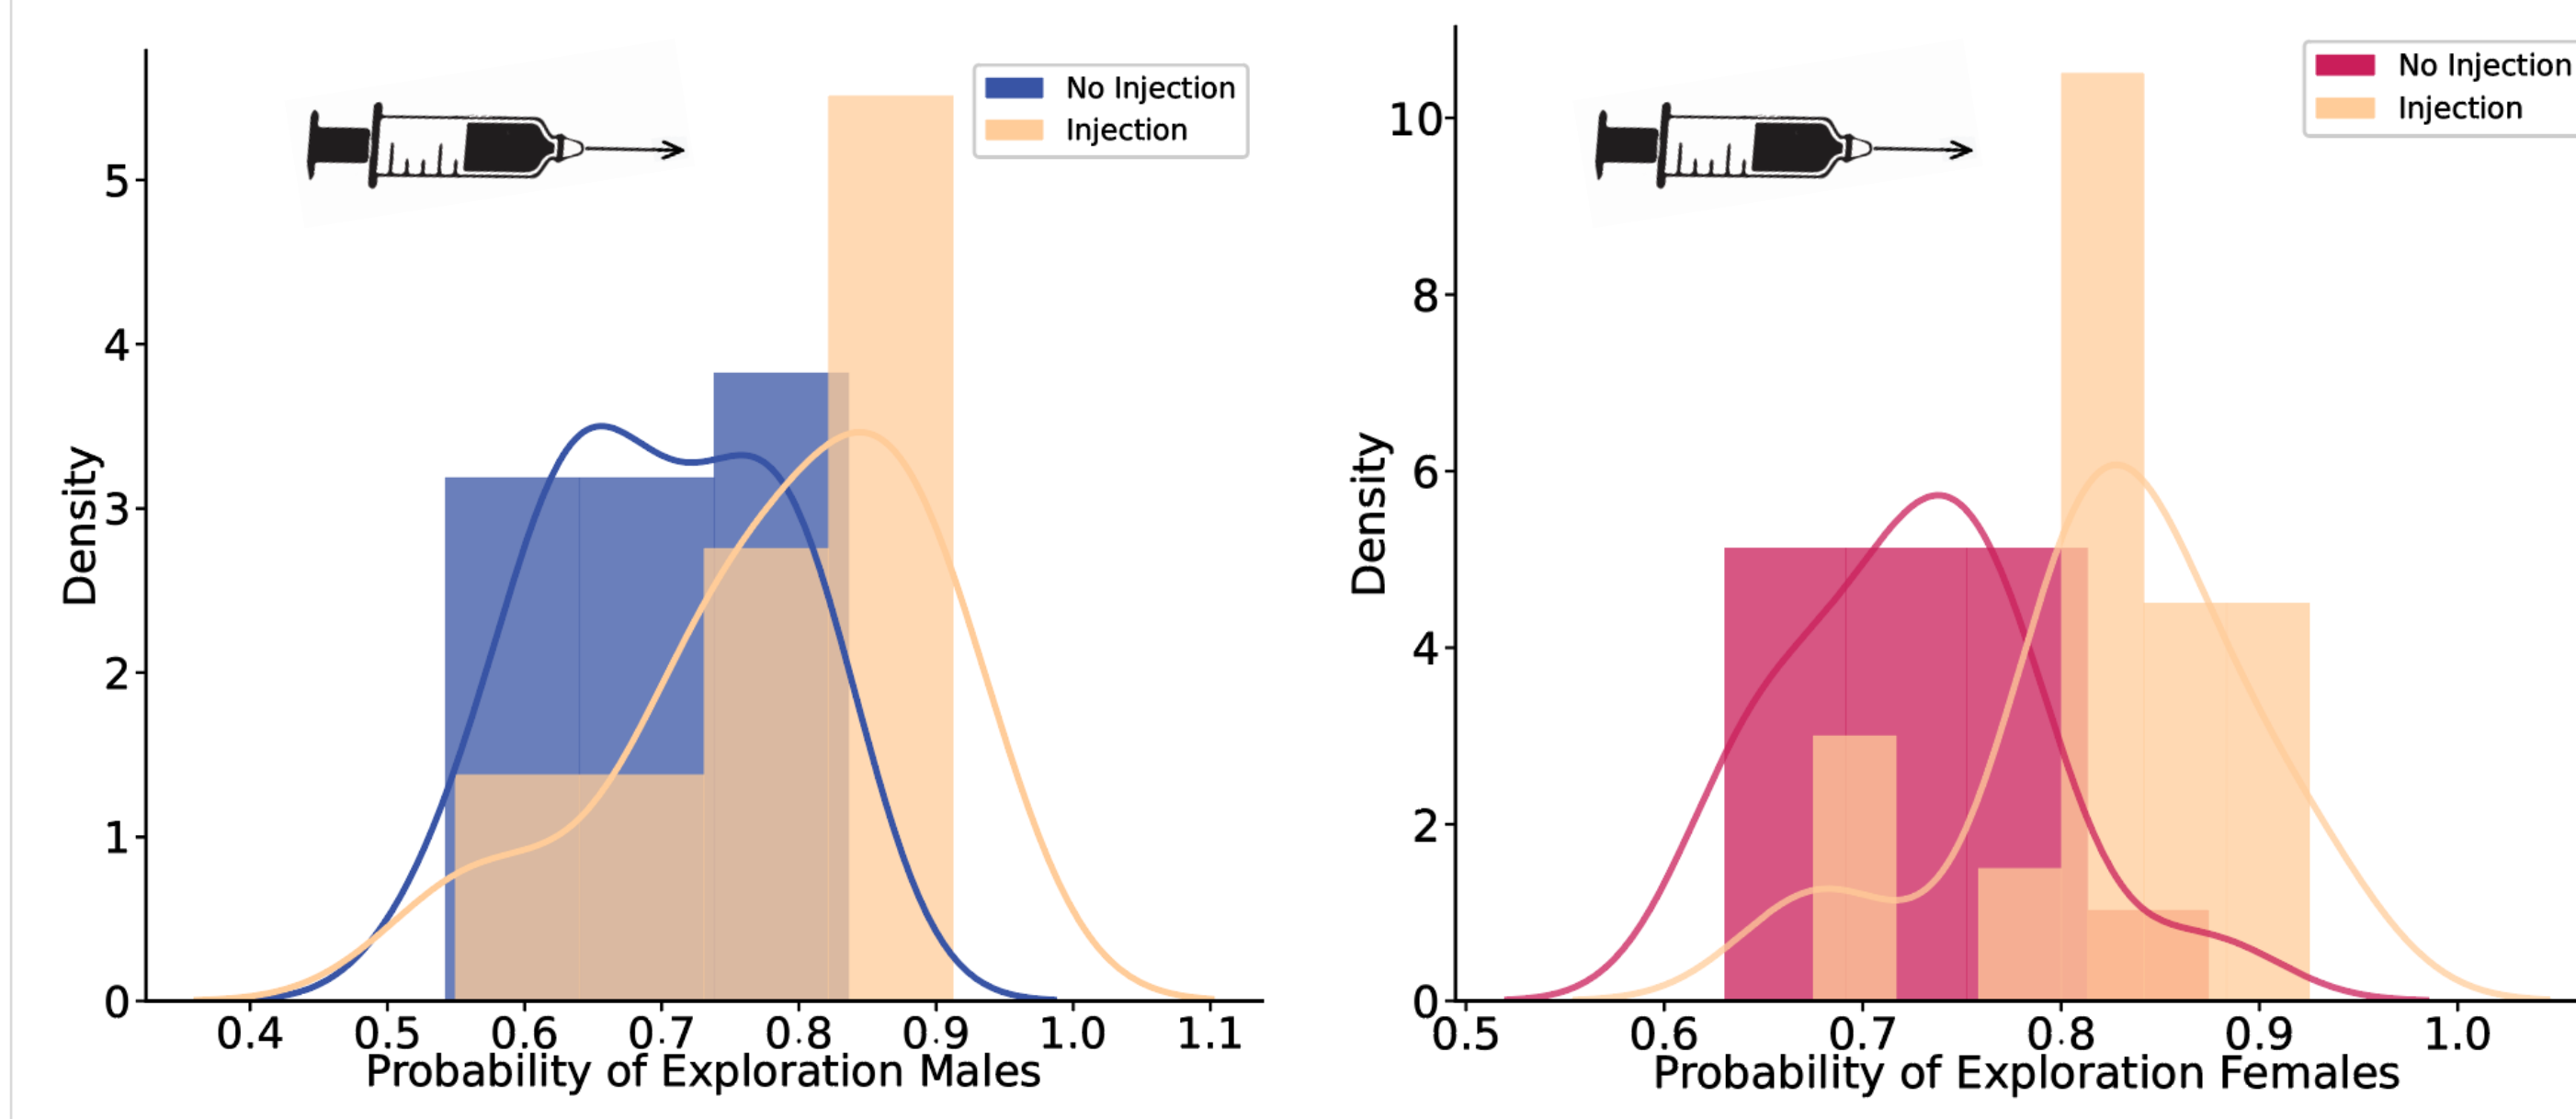 No Injection
Injection
5
4
3
2
1
0
Density
0.4 0.5 0.6 0.7 0.8 0.9 1.0 1.1
Probability of Exploration Males
No Injection
Injection
10
8
6
4
2
0
Density
0.5 0.6 0.7 0.8 0.9 1.0
Probability of Exploration Females